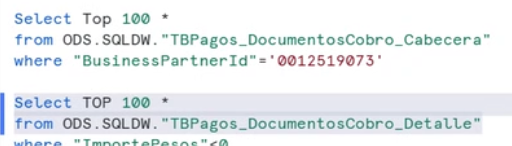 Select Top 100 *
from ODS.SQLDW."TBPagos_DocumentosCobro_Cabecera"
where "BusinessPartnerId"='0012519073'
Select TOP 100 *
from ODS.SQLDW."TBPagos_DocumentosCobro_Detalle"
where "ImportePesos"<0